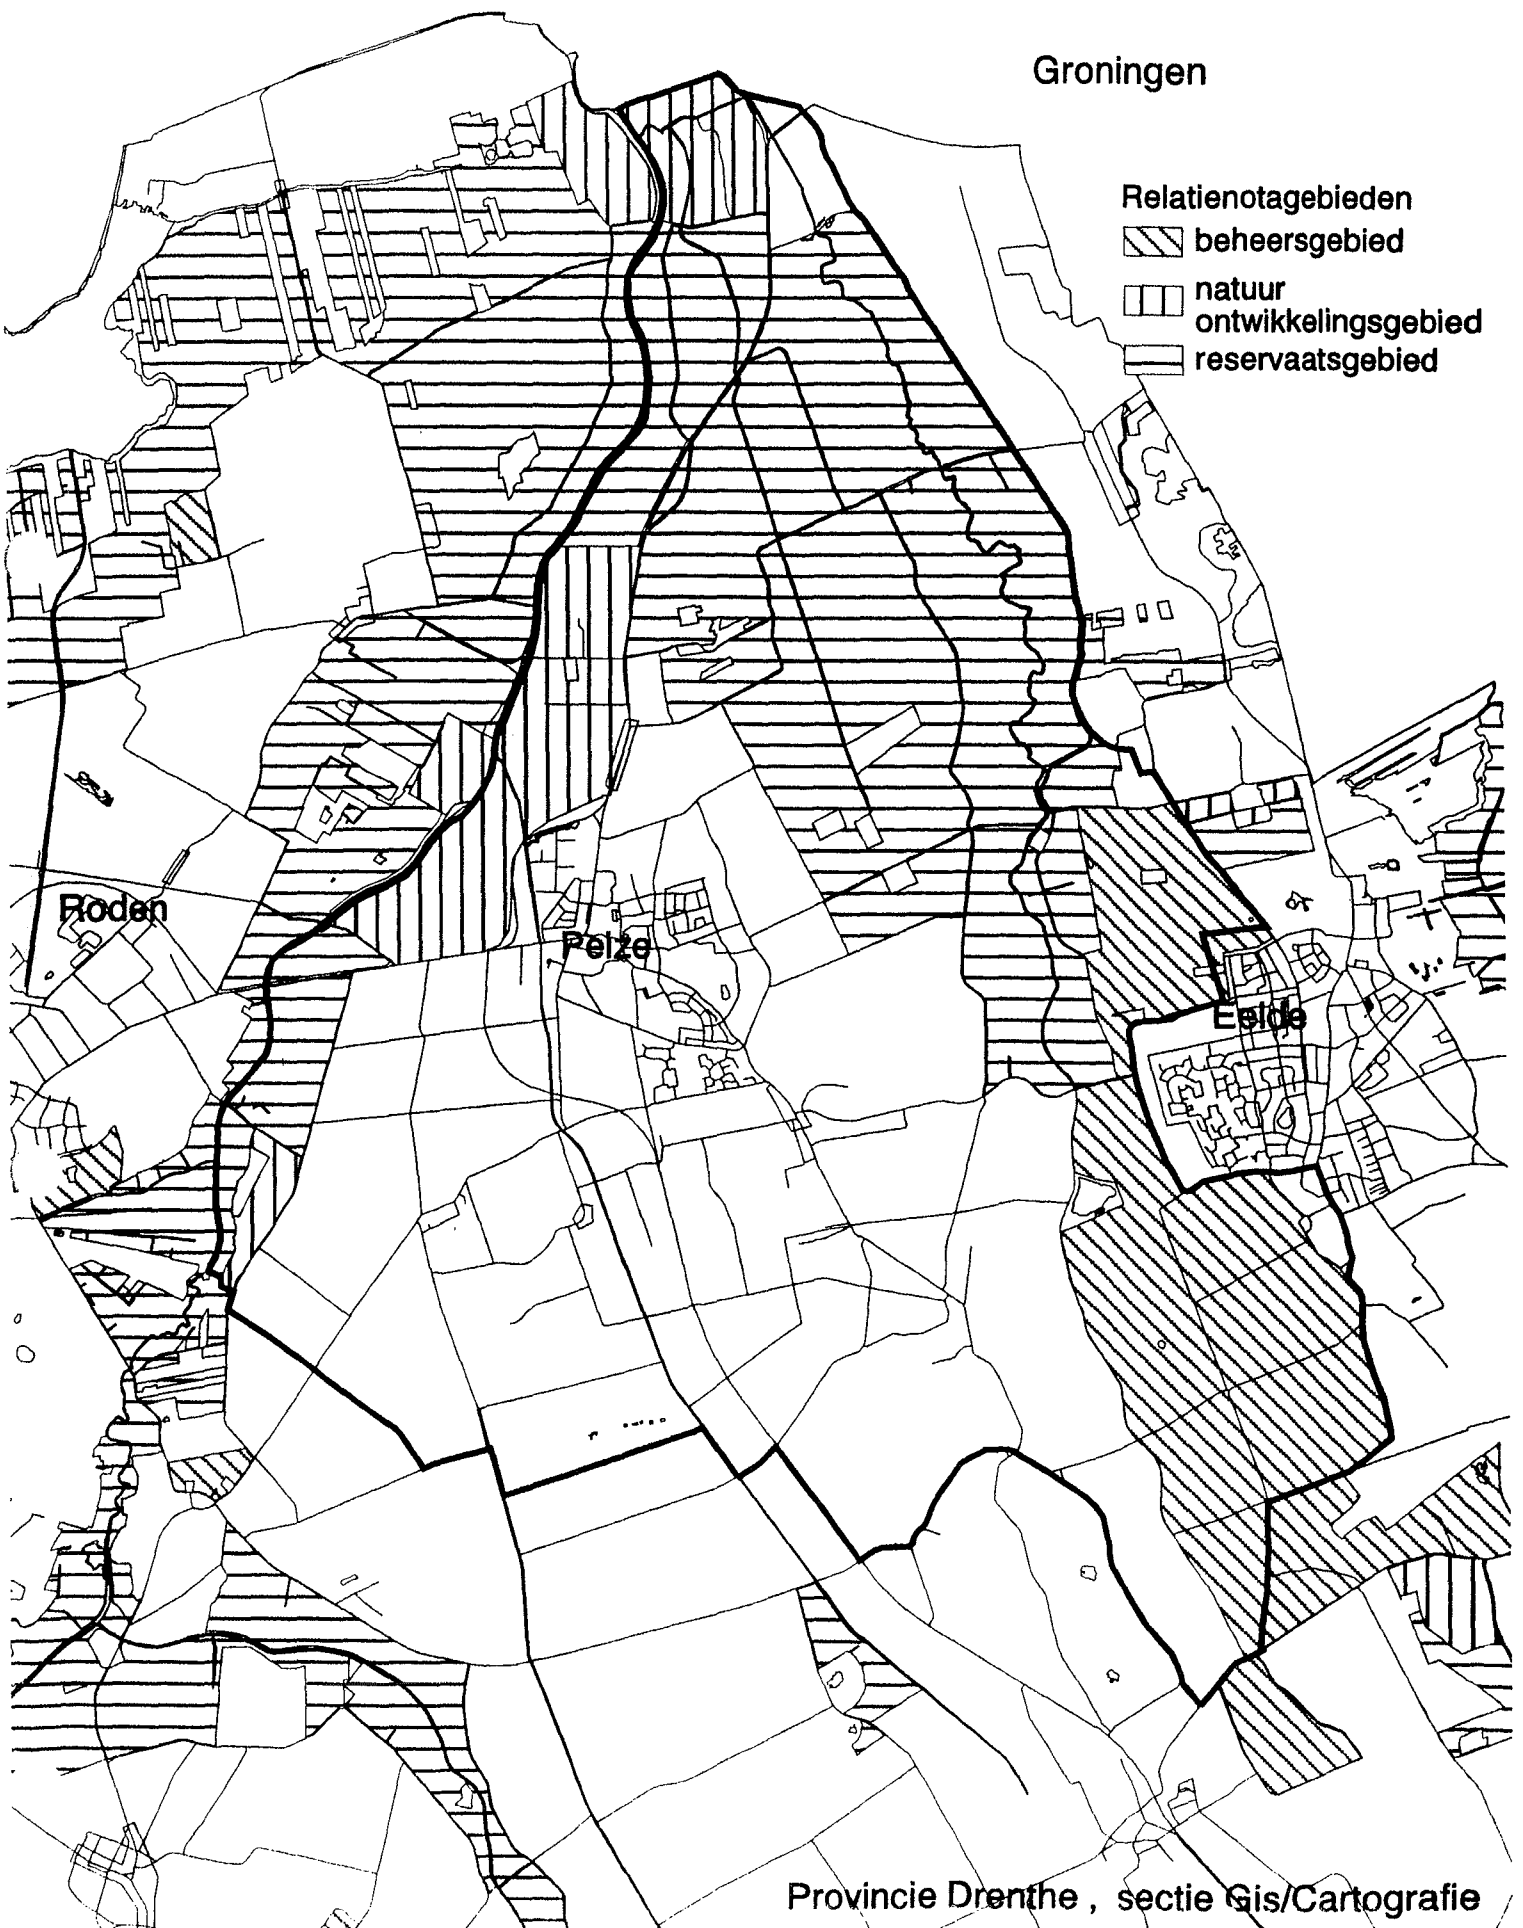 Groningen
Relatienotagebieden
beheersgebied
natuur
ontwikkelingsgebied
reservaatsgebied
Roden
Peize
Eelde
Provincie Drenthe , sectie Gis/Cartografie